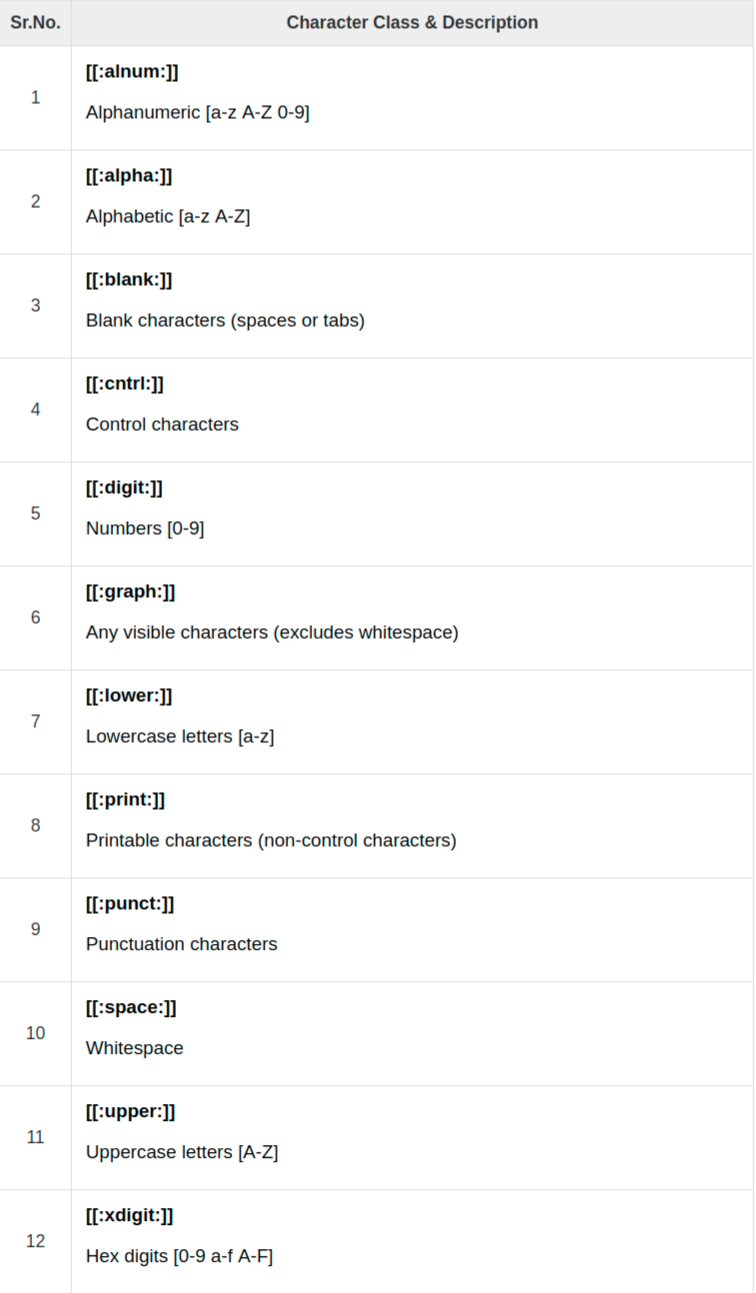 Sr.No. Character Class & Description
1
[[:alnum:]]
Alphanumeric [a-z A-Z 0-9]
2
[[:alpha:]]
Alphabetic [a-z A-Z]
3
[[:blank:]]
Blank characters (spaces or tabs)
4
[[:cntrl:]]
Control characters
5
[[:digit:]]
Numbers [0-9]
6
[[:graph:]]
Any visible characters (excludes whitespace)
7
[[:lower:]]
Lowercase letters [a-z]
8
[[:print:]]
Printable characters (non-control characters)
9
[[:punct:]]
Punctuation characters
10
[[:space:]]
Whitespace
11
[[:upper:]]
Uppercase letters [A-Z]
12
[[:xdigit:]]
Hex digits [0-9 a-f A-F]